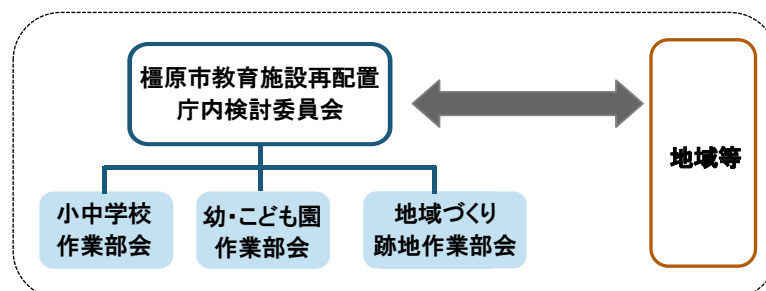 橿原市教育施設再配置
庁内検討委員会
地域等
小中学校
作業部会
幼・こども園
作業部会
地域づくり
跡地作業部会